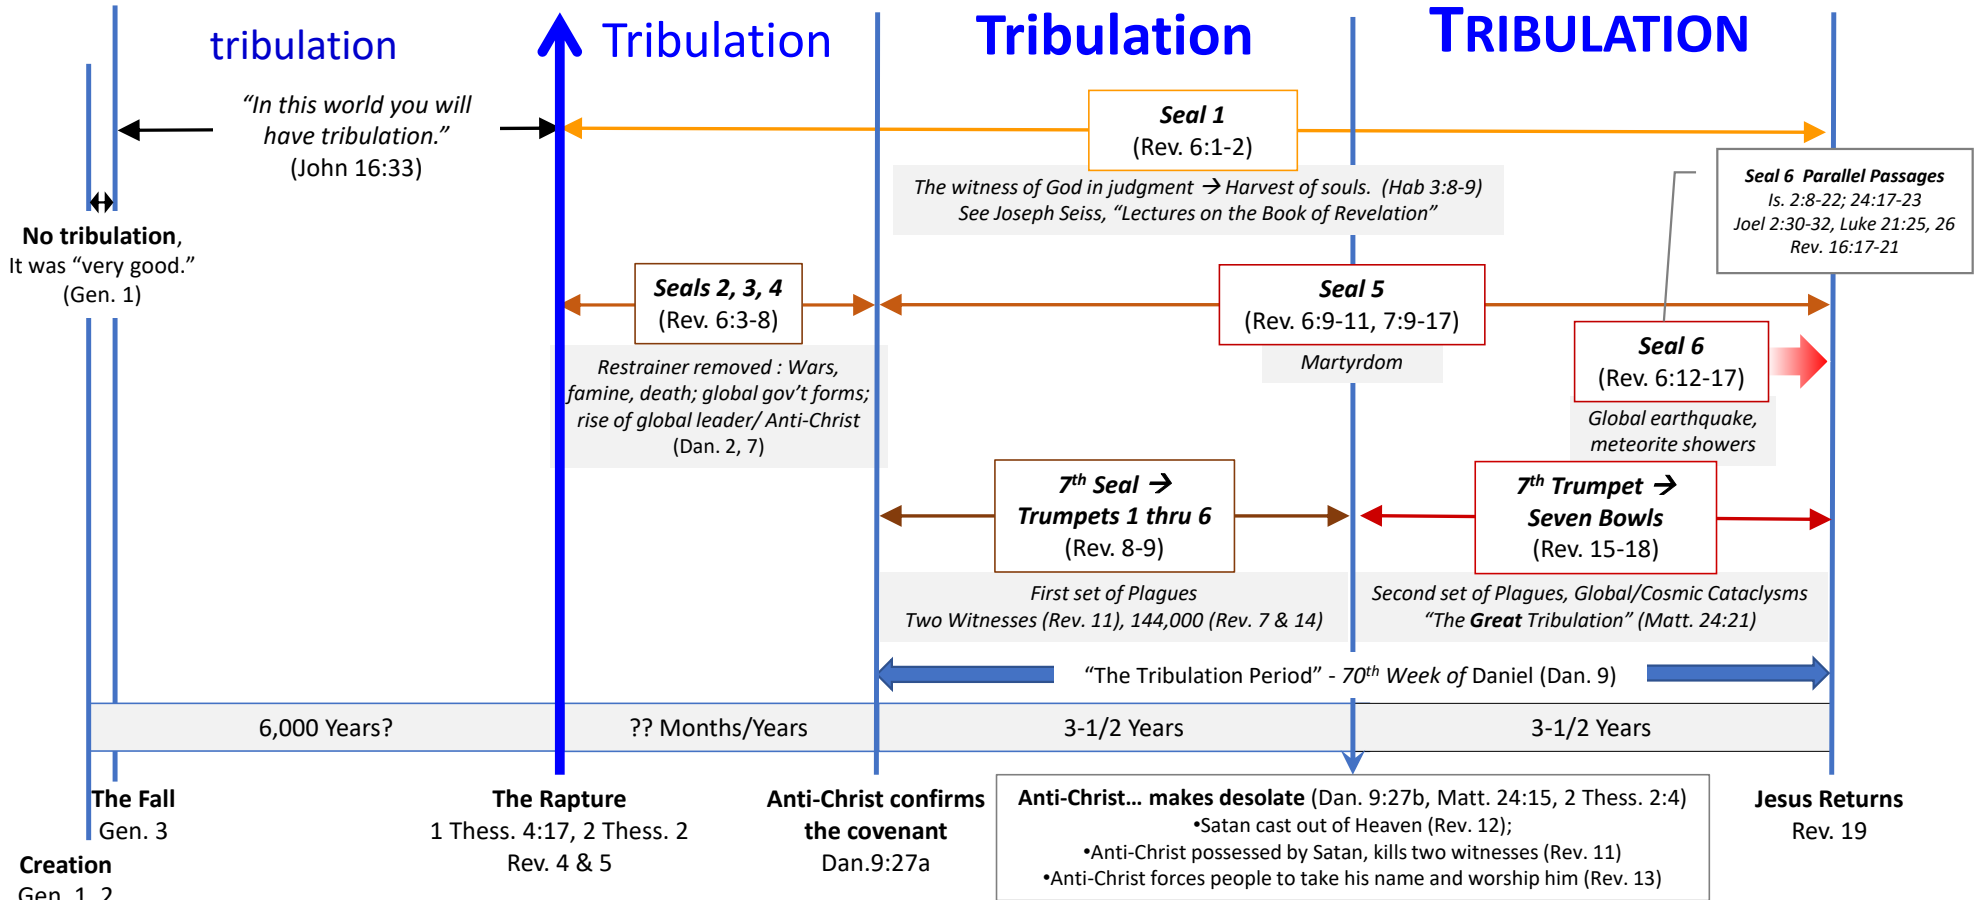 tribulation
Tribulation
Tribulation
TRIBULATION
“In this world you will
have tribulation.”
(John 16:33)
Seal 1
(Rev. 6:1-2)
The witness of God in judgment → Harvest of souls. (Hab 3:8-9)
See Joseph Seiss, “Lectures on the Book of Revelation”
Seal 6 Parallel Passages
Is. 2:8-22; 24:17-23
Joel 2:30-32, Luke 21:25, 26
Rev. 16:17-21
No tribulation,
It was “very good.”
(Gen. 1)
Seals 2, 3, 4
(Rev. 6:3-8)
Restrainer removed : Wars,
famine, death; global gov’t forms;
rise of global leader/ Anti-Christ
(Dan. 2, 7)
Seal 5
(Rev. 6:9-11, 7:9-17)
Martyrdom
Seal 6
(Rev. 6:12-17)
Global earthquake,
meteorite showers
7th Seal →
Trumpets 1 thru 6
(Rev. 8-9)
First set of Plagues
Two Witnesses (Rev. 11), 144,000 (Rev. 7 & 14)
7th Trumpet →
Seven Bowls
(Rev. 15-18)
Second set of Plagues, Global/Cosmic Cataclysms
“The Great Tribulation” (Matt. 24:21)
“The Tribulation Period” - 70th Week of Daniel (Dan. 9)
6,000 Years?
?? Months/Years
3-1/2 Years
3-1/2 Years
The Fall
Gen. 3
Creation
Gen. 1, 2
The Rapture
1 Thess. 4:17, 2 Thess. 2
Rev. 4 & 5
Anti-Christ confirms
the covenant
Dan.9:27a
Anti-Christ… makes desolate (Dan. 9:27b, Matt. 24:15, 2 Thess. 2:4)
•Satan cast out of Heaven (Rev. 12);
•Anti-Christ possessed by Satan, kills two witnesses (Rev. 11)
•Anti-Christ forces people to take his name and worship him (Rev. 13)
Jesus Returns
Rev. 19